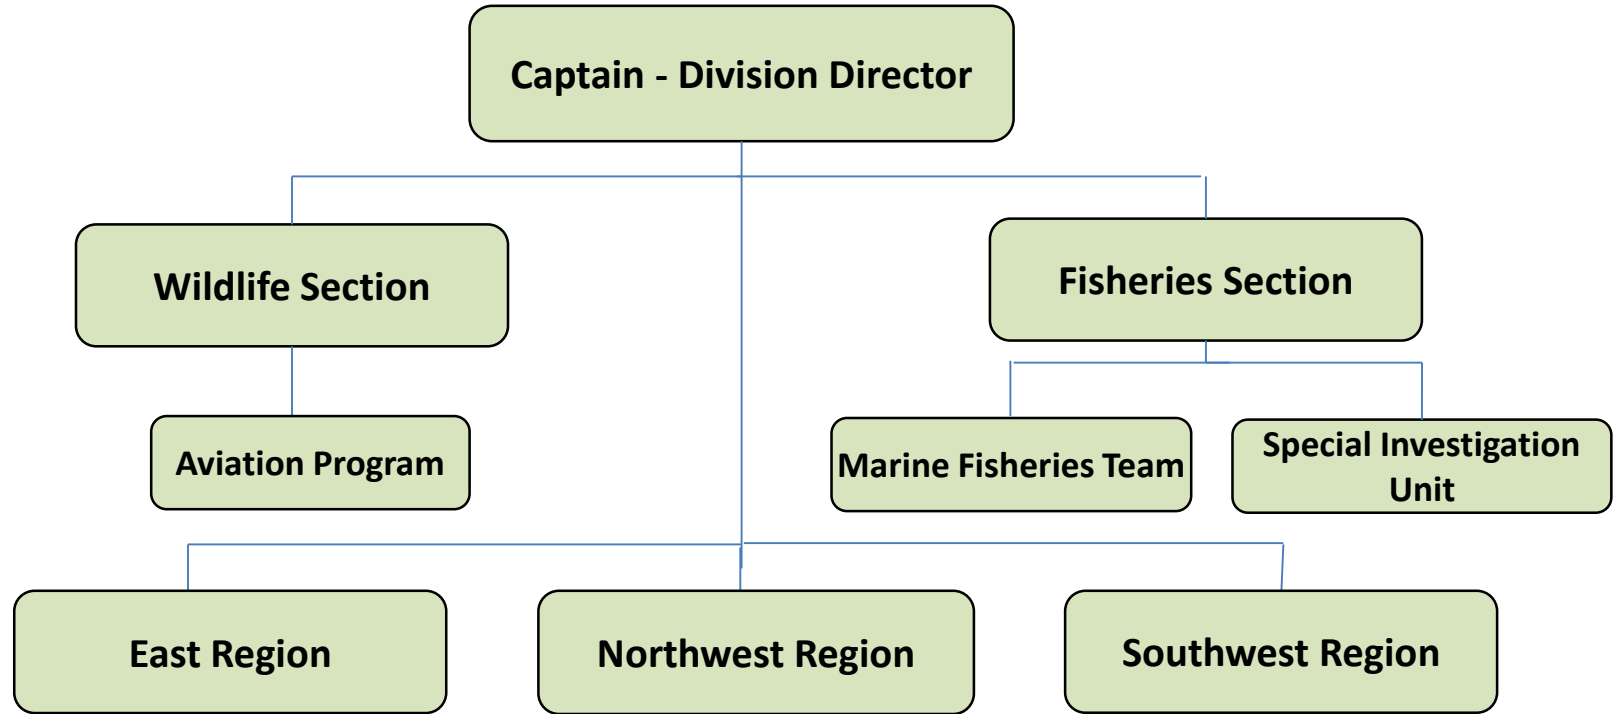 Captain - Division Director
Wildlife Section
Fisheries Section
Aviation Program
Marine Fisheries Team
Special Investigation
Unit
East Region
Northwest Region
Southwest Region